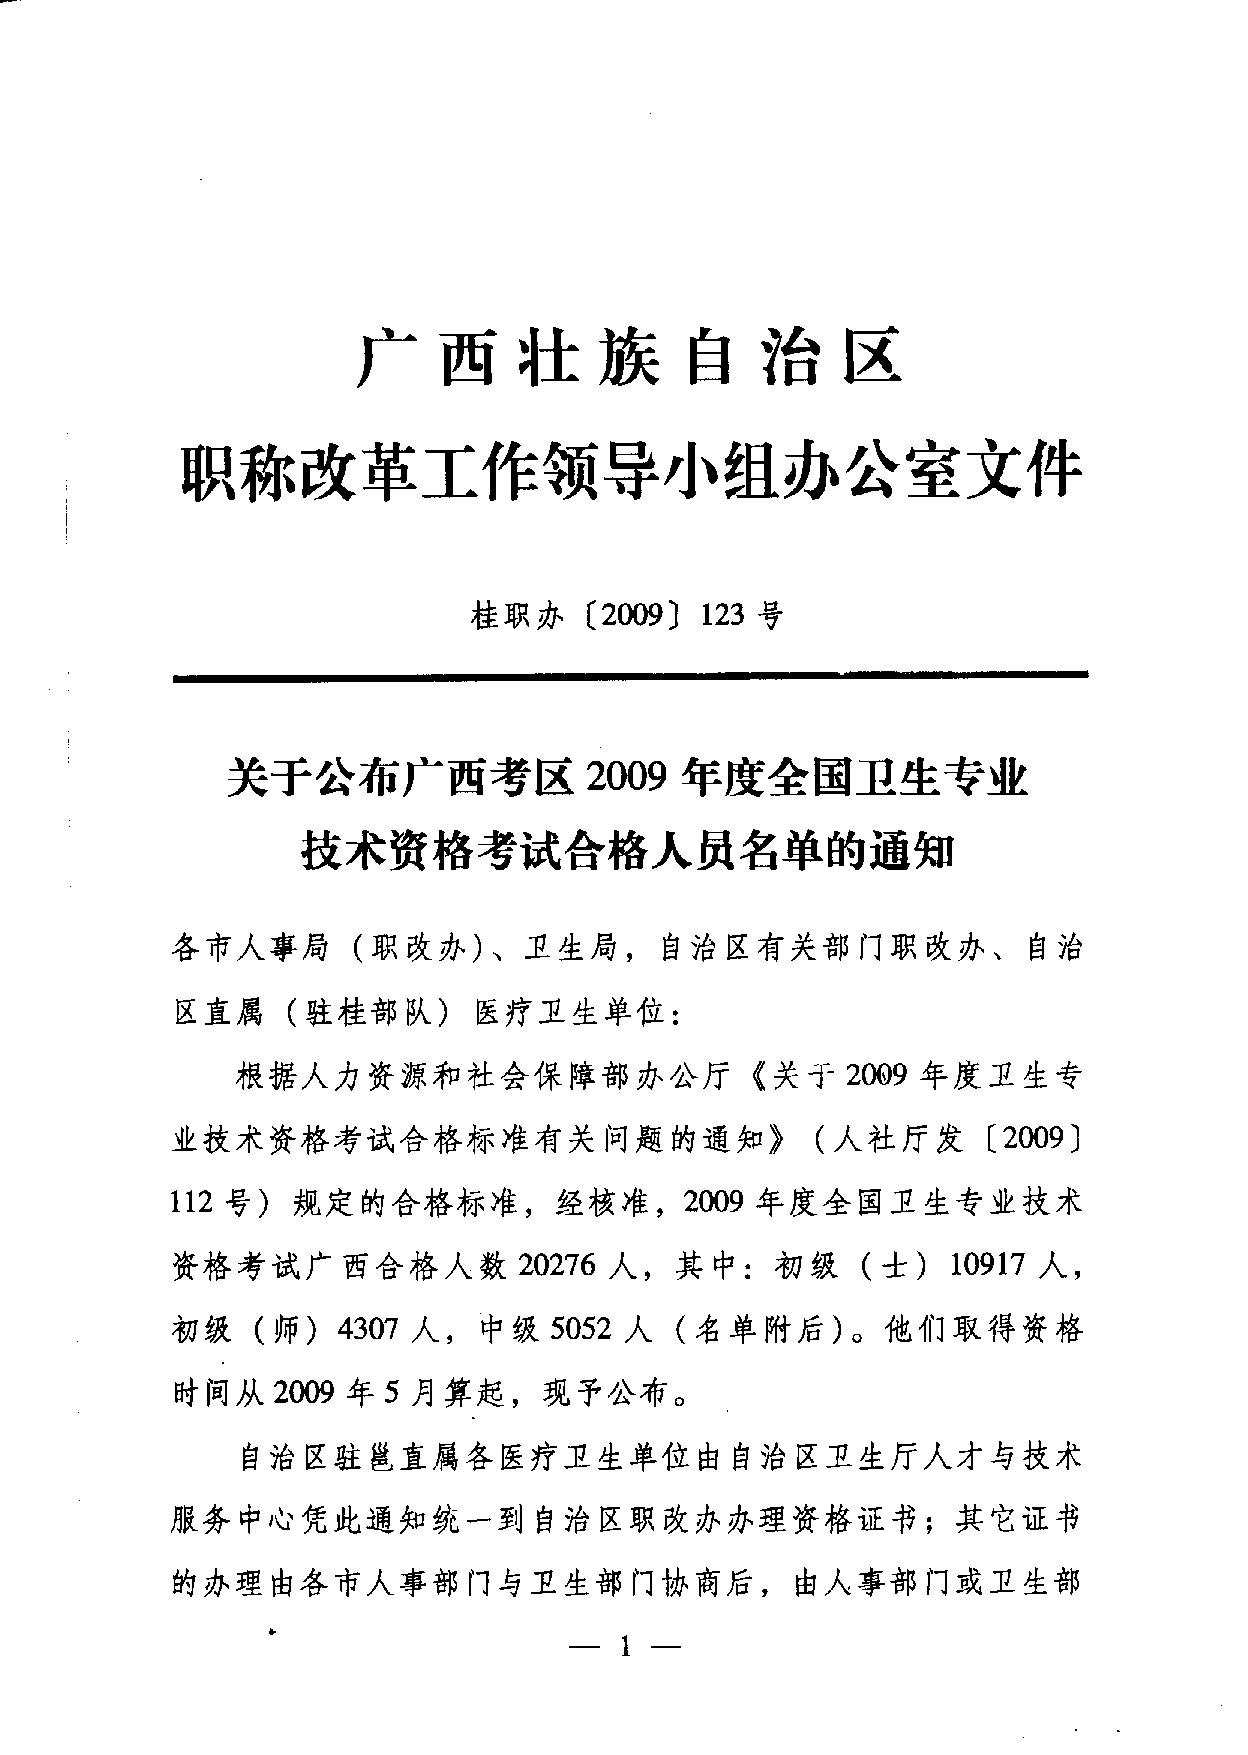 广西壮族自治区
职称改革工作领导小组办公室文件
桂职办〔2009〕123号
关于公布广西考区2009年度全国卫生专业
技术资格考试合格人员名单的通知
各市人事局（职改办）、卫生局，自治区有关部门职改办、自治
区直属（驻桂部队）医疗卫生单位：
根据人力资源和社会保障部办公厅《关于2009年度卫生专
业技术资格考试合格标准有关问题的通知》（人社厅发〔2009〕
112号）规定的合格标准，经核准，2009年度全国卫生专业技术
资格考试广西合格人数20276人，其中：初级（士）10917人，
初级（师）4307人，中级5052人（名单附后）。他们取得资格
时间从2009年5月算起，现予公布。
自治区驻邕直属各医疗卫生单位由自治区卫生厅人才与技术
服务中心凭此通知统一到自治区职改办办理资格证书；其它证书
的办理由各市人事部门与卫生部门协商后，由人事部门或卫生部
— 1 —